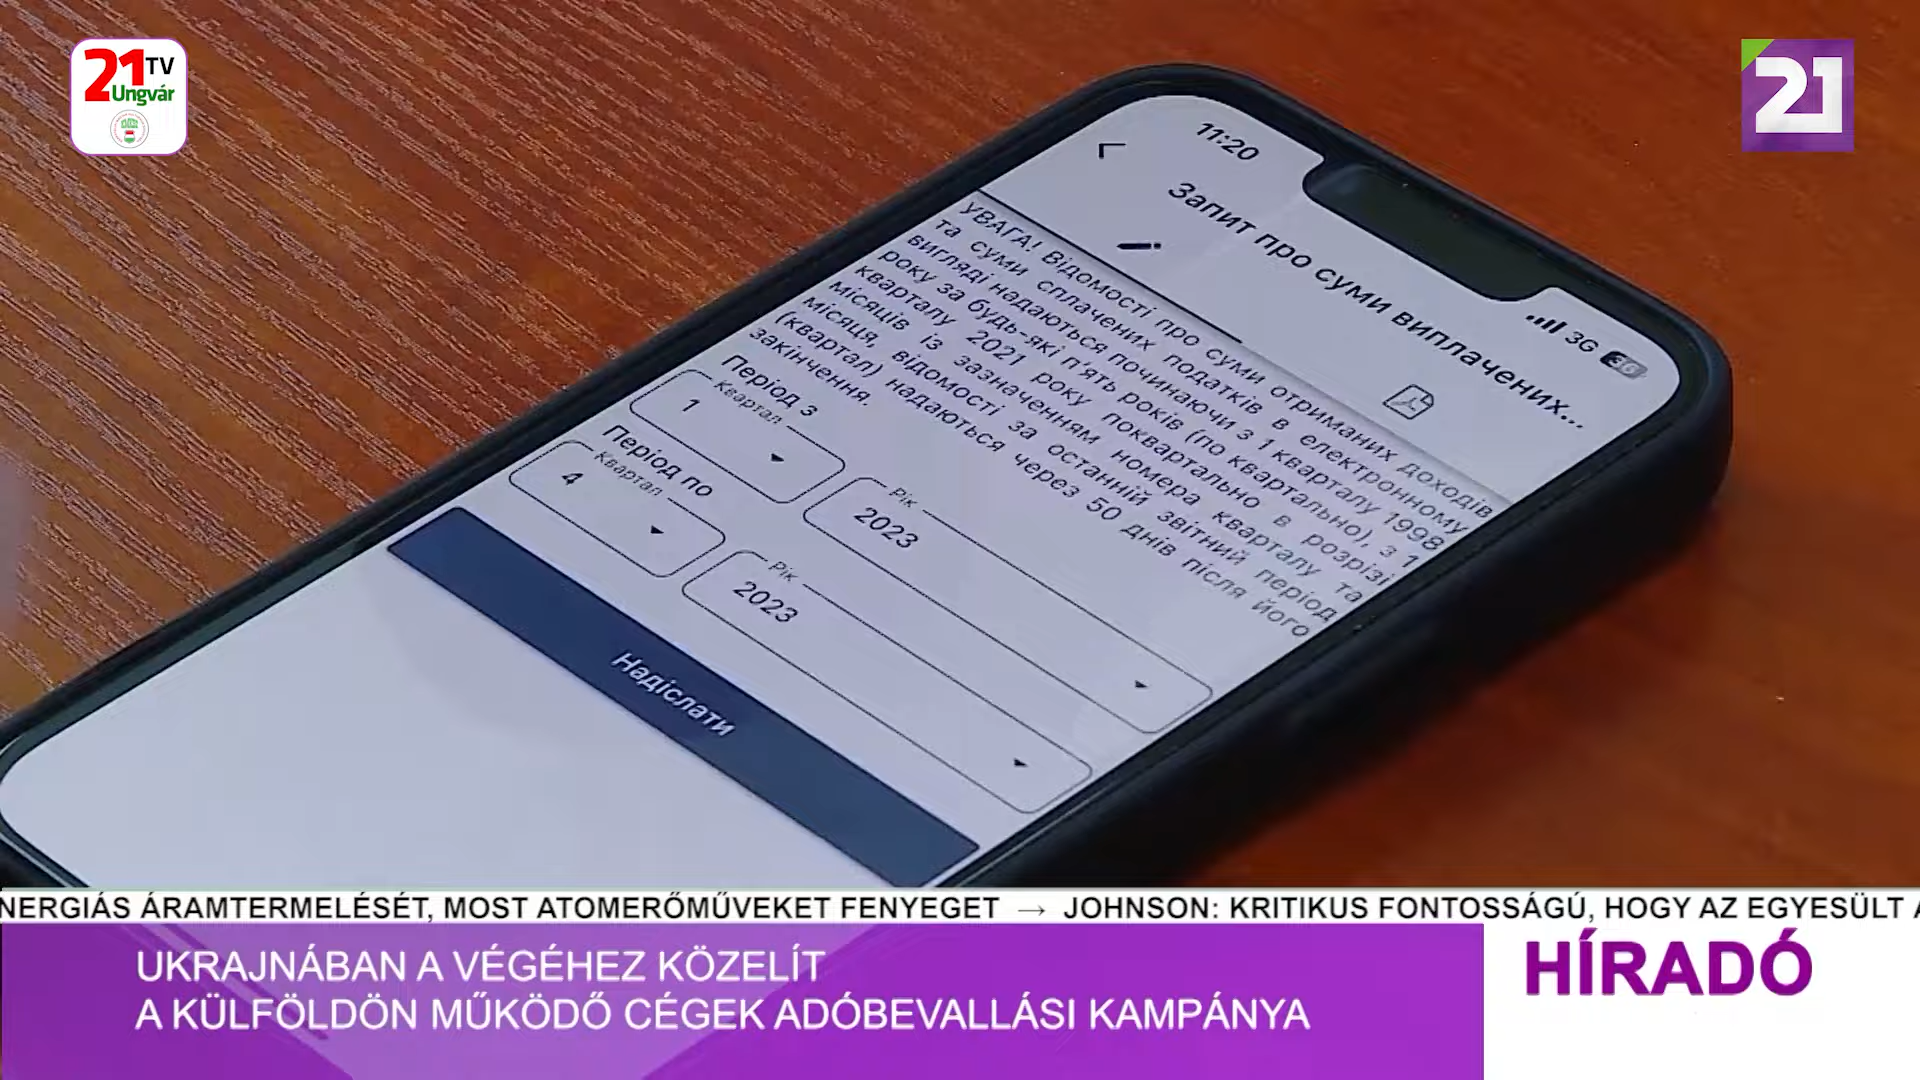 21 TV
Ungvár
21
11:20
3G
Запит про суми виплачених...
УВАГА! Відомості про суми отриманих доходів
та суми сплачених податків в електронному
вигляді надаються починаючи з 1 кварталу 1998
року за будь-які п'ять років (по квартально), з 1
кварталу 2021 року поквартально в розрізі
місяців із зазначенням номера кварталу та
місяця, відомості за останній звітний період
(квартал) надаються через 50 днів після його
закінчення.
Період з
Квартал
1
Рік
2023
Період по
Квартал
4
Рік
2023
Надіслати
NERGIÁS ÁRAMTERMELÉSÉT, MOST ATOMERŐMŰVEKET FENYEGET → JOHNSON: KRITIKUS FONTOSSÁGÚ, HOGY AZ EGYESÜLT
UKRAJNÁBAN A VÉGÉHEZ KÖZELÍT
A KÜLFÖLDÖN MŰKÖDŐ CÉGEK ADÓBEVALLÁSI KAMPÁNYA
HÍRADÓ